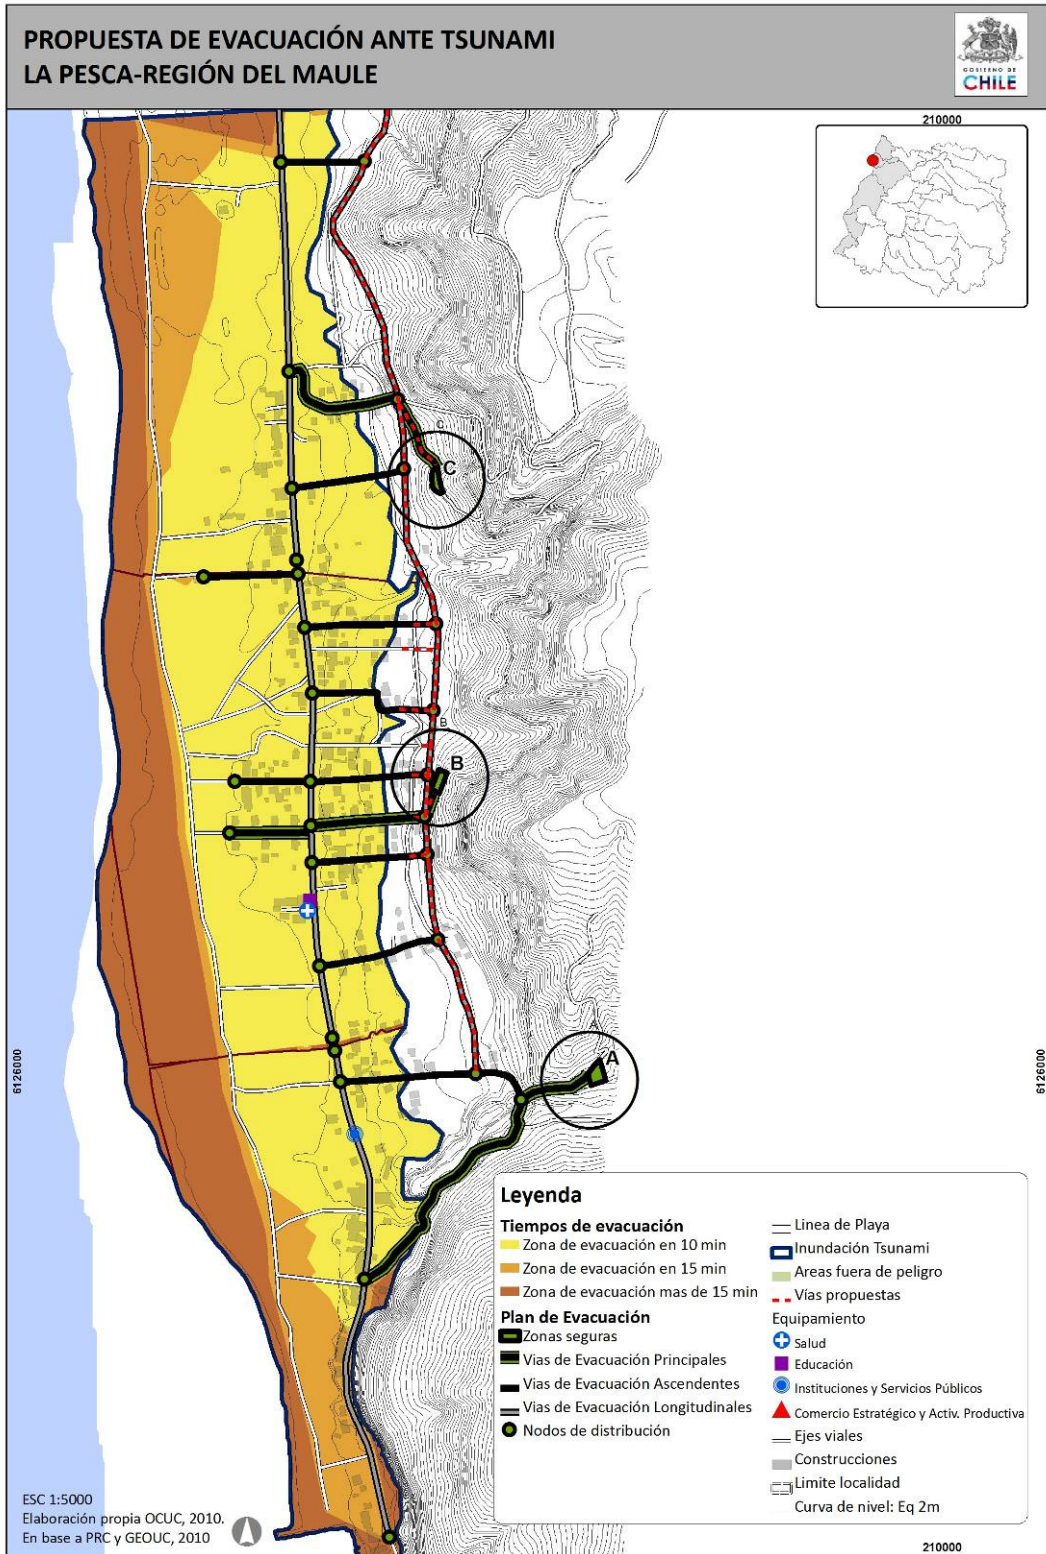 PROPUESTA DE EVACUACIÓN ANTE TSUNAMI
LA PESCA-REGIÓN DEL MAULE
GOBIERNO DE
CHILE
210000
C
C
B
B
A
A
6126000
6126000
Leyenda
Tiempos de evacuación
Zona de evacuación en 10 min
Zona de evacuación en 15 min
Zona de evacuación mas de 15 min
Plan de Evacuación
Zonas seguras
Vias de Evacuación Principales
Vias de Evacuación Ascendentes
Vias de Evacuación Longitudinales
Nodos de distribución
Linea de Playa
Inundación Tsunami
Areas fuera de peligro
Vías propuestas
Equipamiento
Salud
Educación
Instituciones y Servicios Públicos
Comercio Estratégico y Activ. Productiva
Ejes viales
Construcciones
Limite localidad
Curva de nivel: Eq 2m
ESC 1:5000
Elaboración propia OCUC, 2010.
En base a PRC y GEOUC, 2010
210000